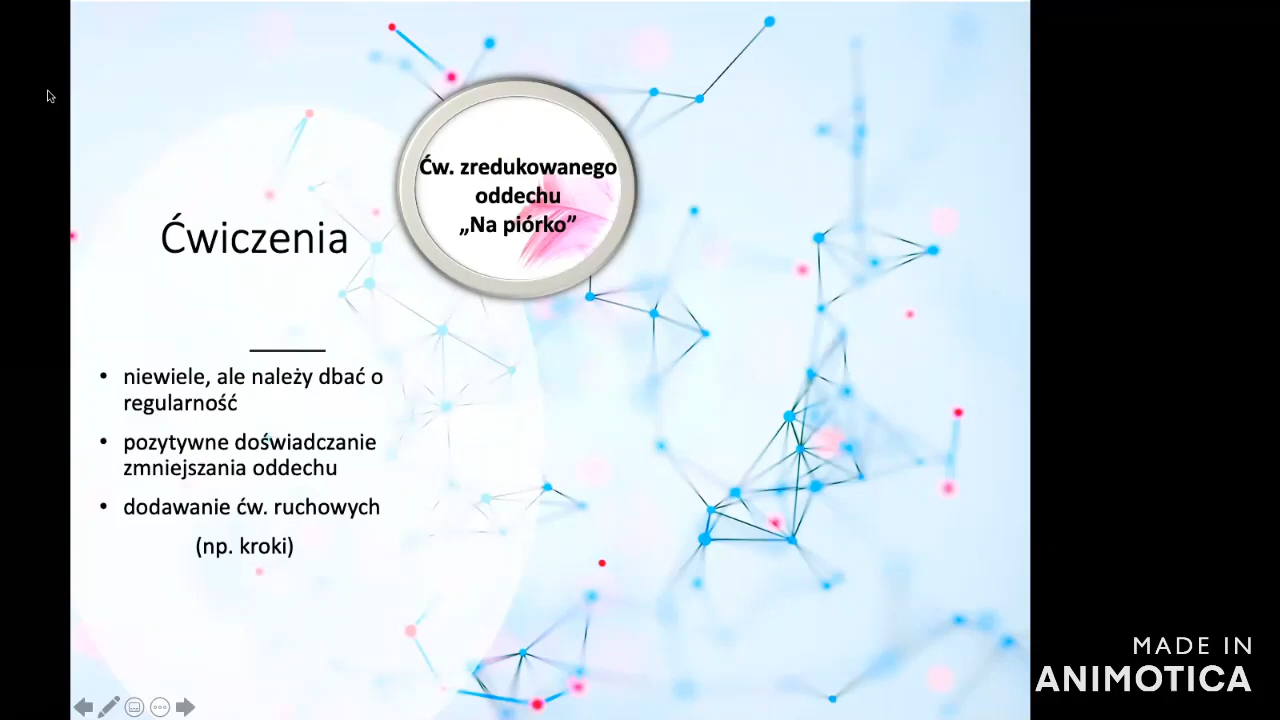 Ćw. zredukowanego
oddechu
„Na piórko”
Ćwiczenia
• niewiele, ale należy dbać o
regularność
• pozytywne doświadczanie
zmniejszania oddechu
• dodawanie ćw. ruchowych
(np. kroki)
MADE IN
ANIMOTICA